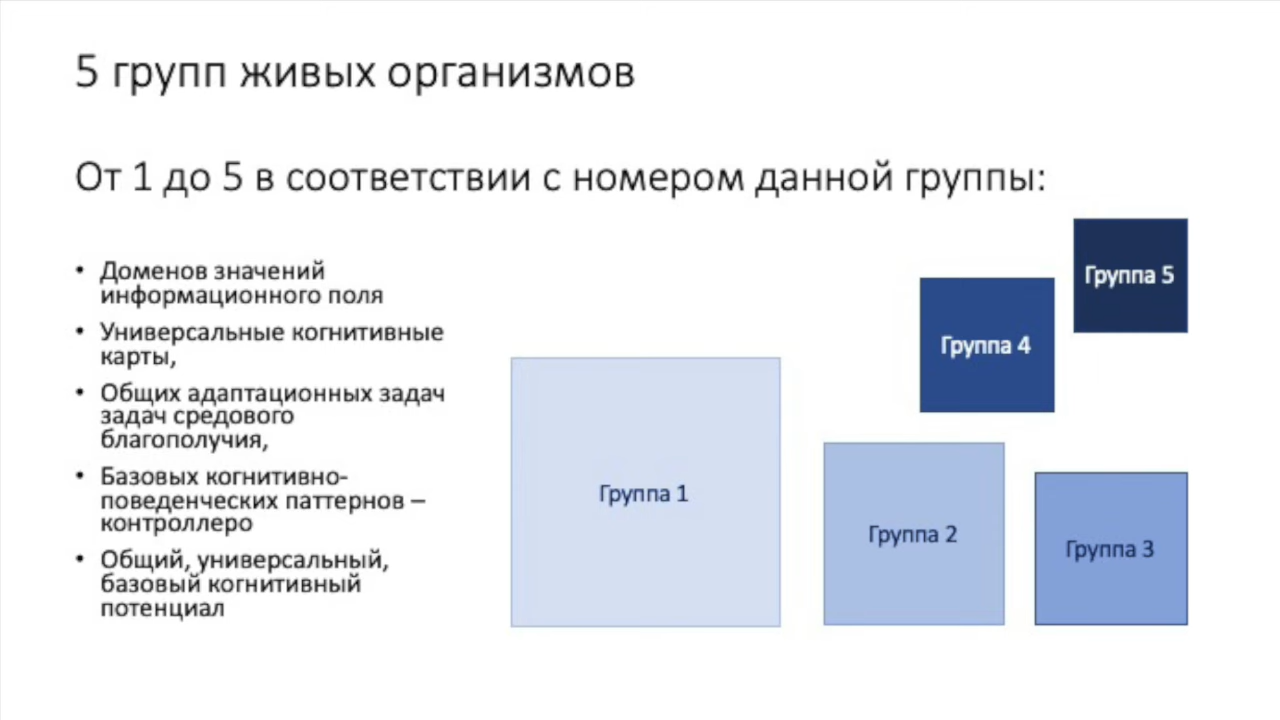 5 групп живых организмов
От 1 до 5 в соответствии с номером данной группы:
• Доменов значений
информационного поля
• Универсальные когнитивные
карты,
• Общих адаптационных задач
задач средового
благополучия,
• Базовых когнитивно-
поведенческих паттернов –
контроллеро
• Общий, универсальный,
базовый когнитивный
потенциал
Группа 1
Группа 2
Группа 3
Группа 4
Группа 5